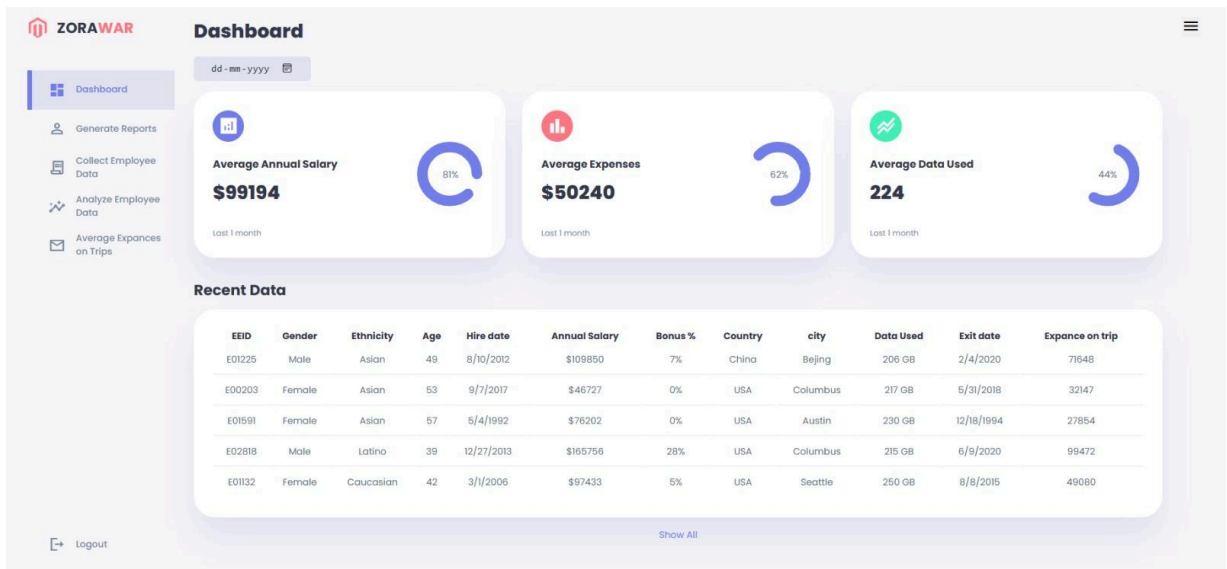 ZORAWAR
Dashboard
dd-mm-yyyy
Dashboard
Generate Reports
Collect Employee
Data
Analyze Employee
Data
Average Expances
on Trips
Logout
Average Annual Salary
$99194
81%
Last 1 month
Average Expenses
$50240
62%
Last 1 month
Average Data Used
224
44%
Last 1 month
Recent Data
EEID Gender Ethnicity Age Hire date Annual Salary Bonus % Country city Data Used Exit date Expance on trip
E01225 Male Asian 49 8/10/2012 $109850 7% China Bejing 206 GB 2/4/2020 71648
E00203 Female Asian 53 9/7/2017 $46727 0% USA Columbus 217 GB 5/31/2018 32147
E01591 Female Asian 57 5/4/1992 $76202 0% USA Austin 230 GB 12/18/1994 27854
E02818 Male Latino 39 12/27/2013 $165756 28% USA Columbus 215 GB 6/9/2020 99472
E01132 Female Caucasian 42 3/1/2006 $97433 5% USA Seattle 250 GB 8/8/2015 49080
Show All